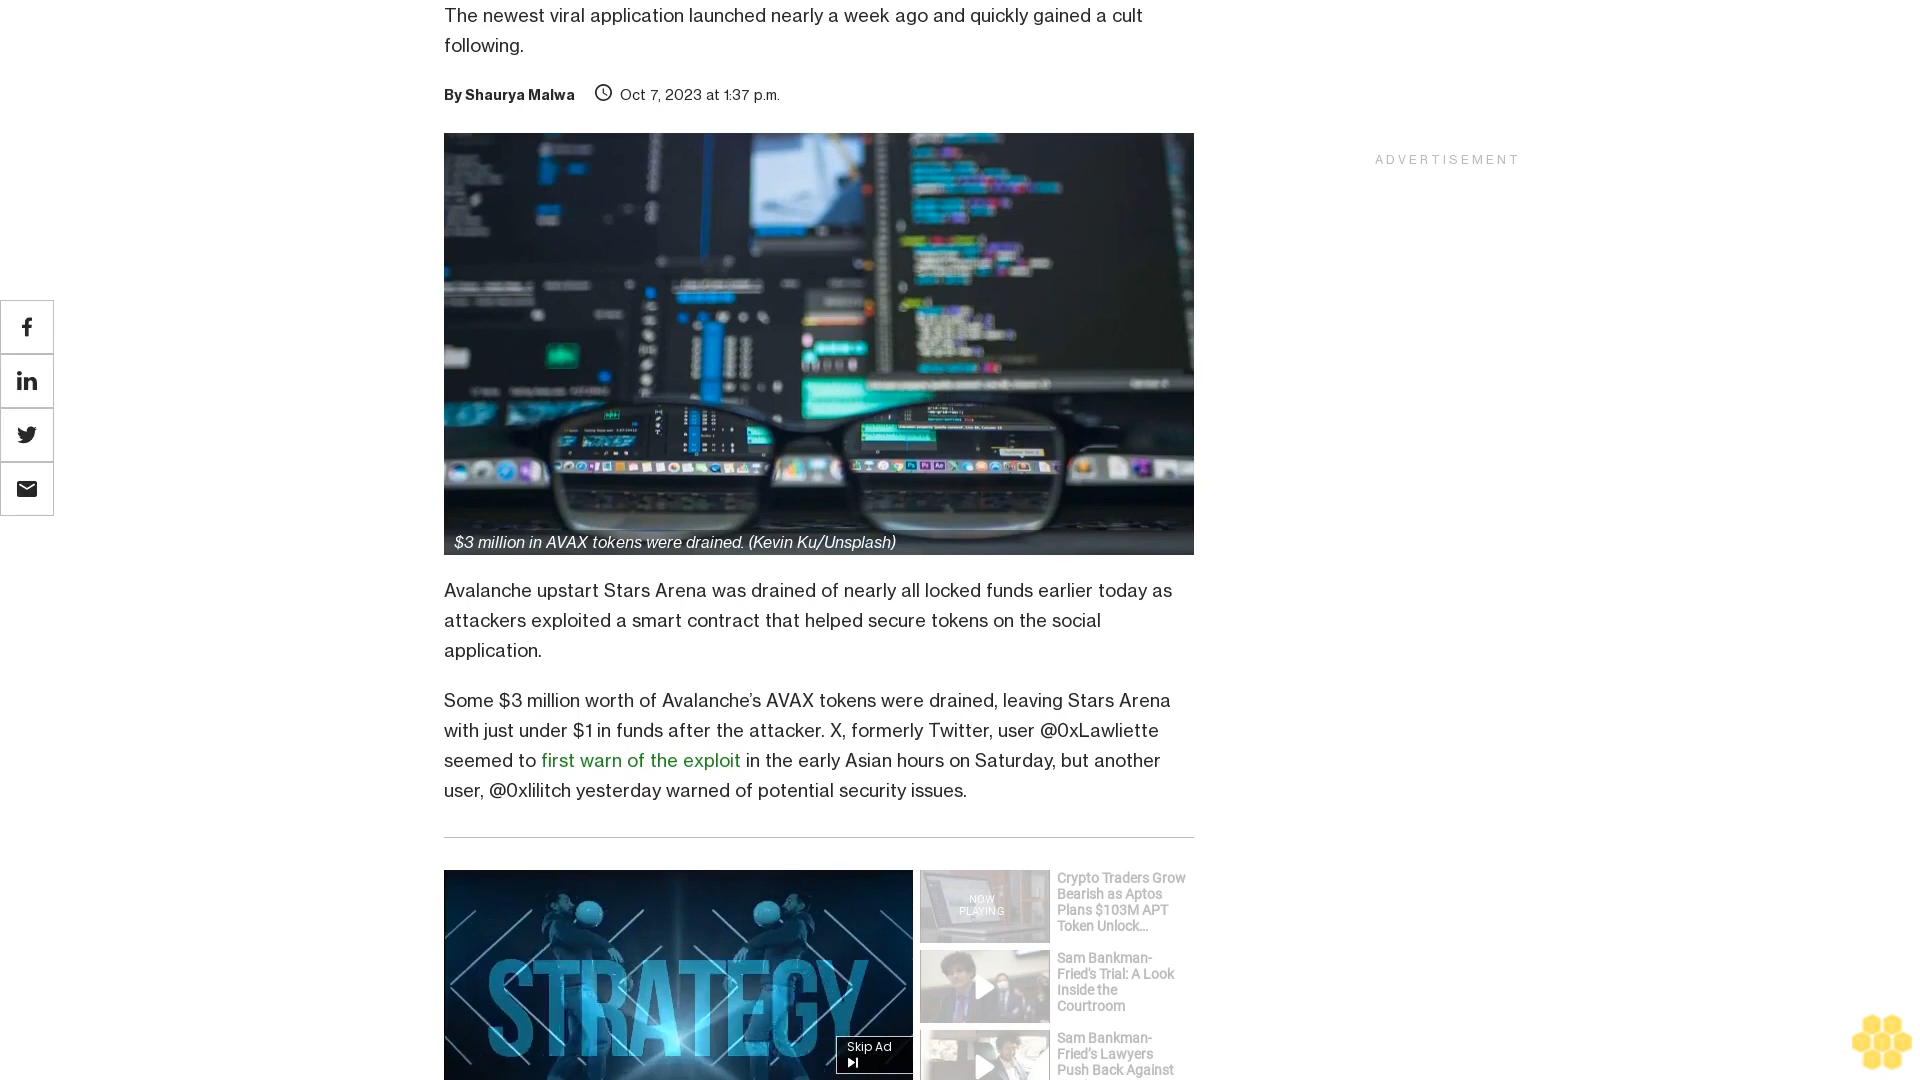 The newest viral application launched nearly a week ago and quickly gained a cult
following.
By Shaurya Malwa Oct 7, 2023 at 1:37 p.m.
ADVERTISEMENT
$3 million in AVAX tokens were drained. (Kevin Ku/Unsplash)
Avalanche upstart Stars Arena was drained of nearly all locked funds earlier today as
attackers exploited a smart contract that helped secure tokens on the social
application.
Some $3 million worth of Avalanche’s AVAX tokens were drained, leaving Stars Arena
with just under $1 in funds after the attacker. X, formerly Twitter, user @0xLawliette
seemed to first warn of the exploit in the early Asian hours on Saturday, but another
user, @0xlilitch yesterday warned of potential security issues.
STRATEGY
Skip Ad
NOW
PLAYING
Crypto Traders Grow
Bearish as Aptos
Plans $103M APT
Token Unlock...
Sam Bankman-
Fried's Trial: A Look
Inside the
Courtroom
Sam Bankman-
Fried’s Lawyers
Push Back Against